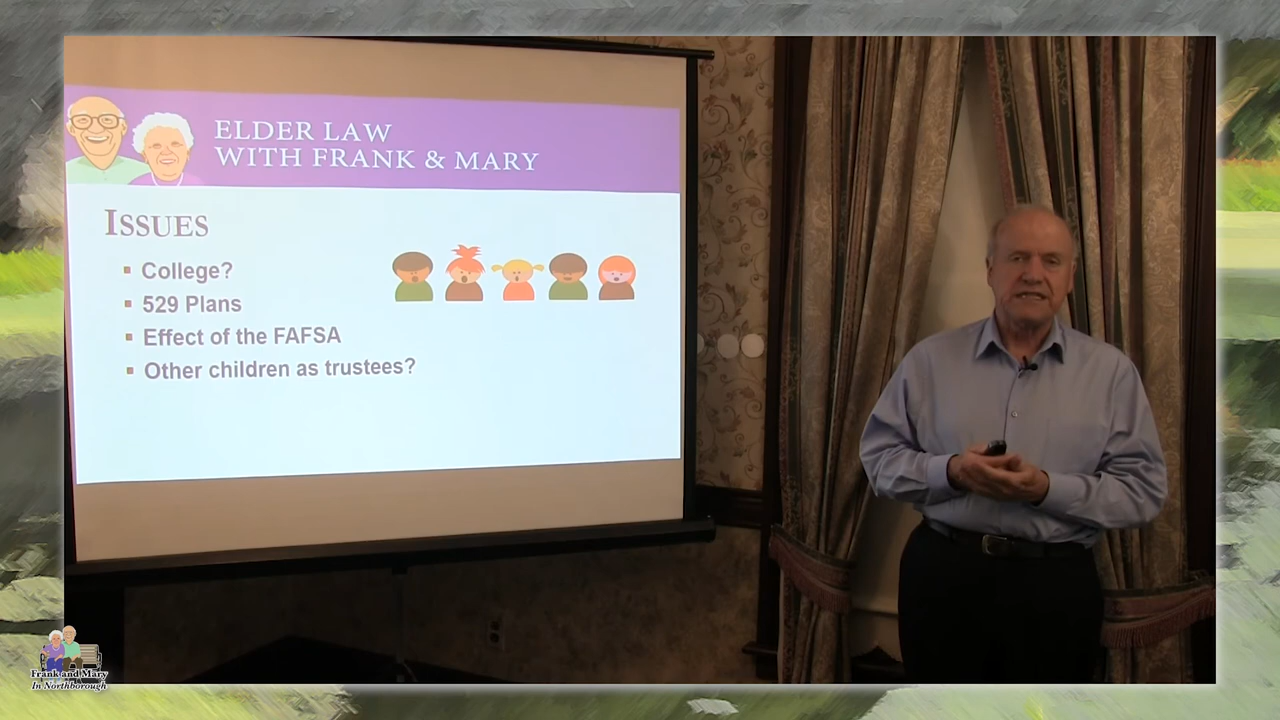 ELDER LAW
WITH FRANK & MARY
ISSUES
College?
529 Plans
Effect of the FAFSA
Other children as trustees?
Frank and Mary
In Northborough